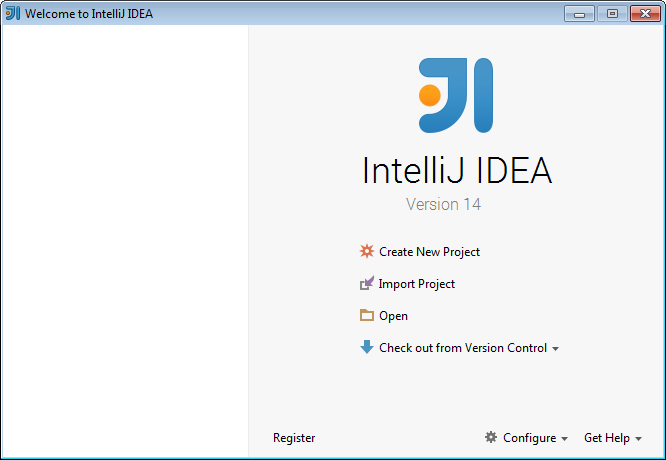 Welcome to IntelliJ IDEA
IntelliJ IDEA
Version 14
Create New Project
Import Project
Open
Check out from Version Control
Register
Configure
Get Help